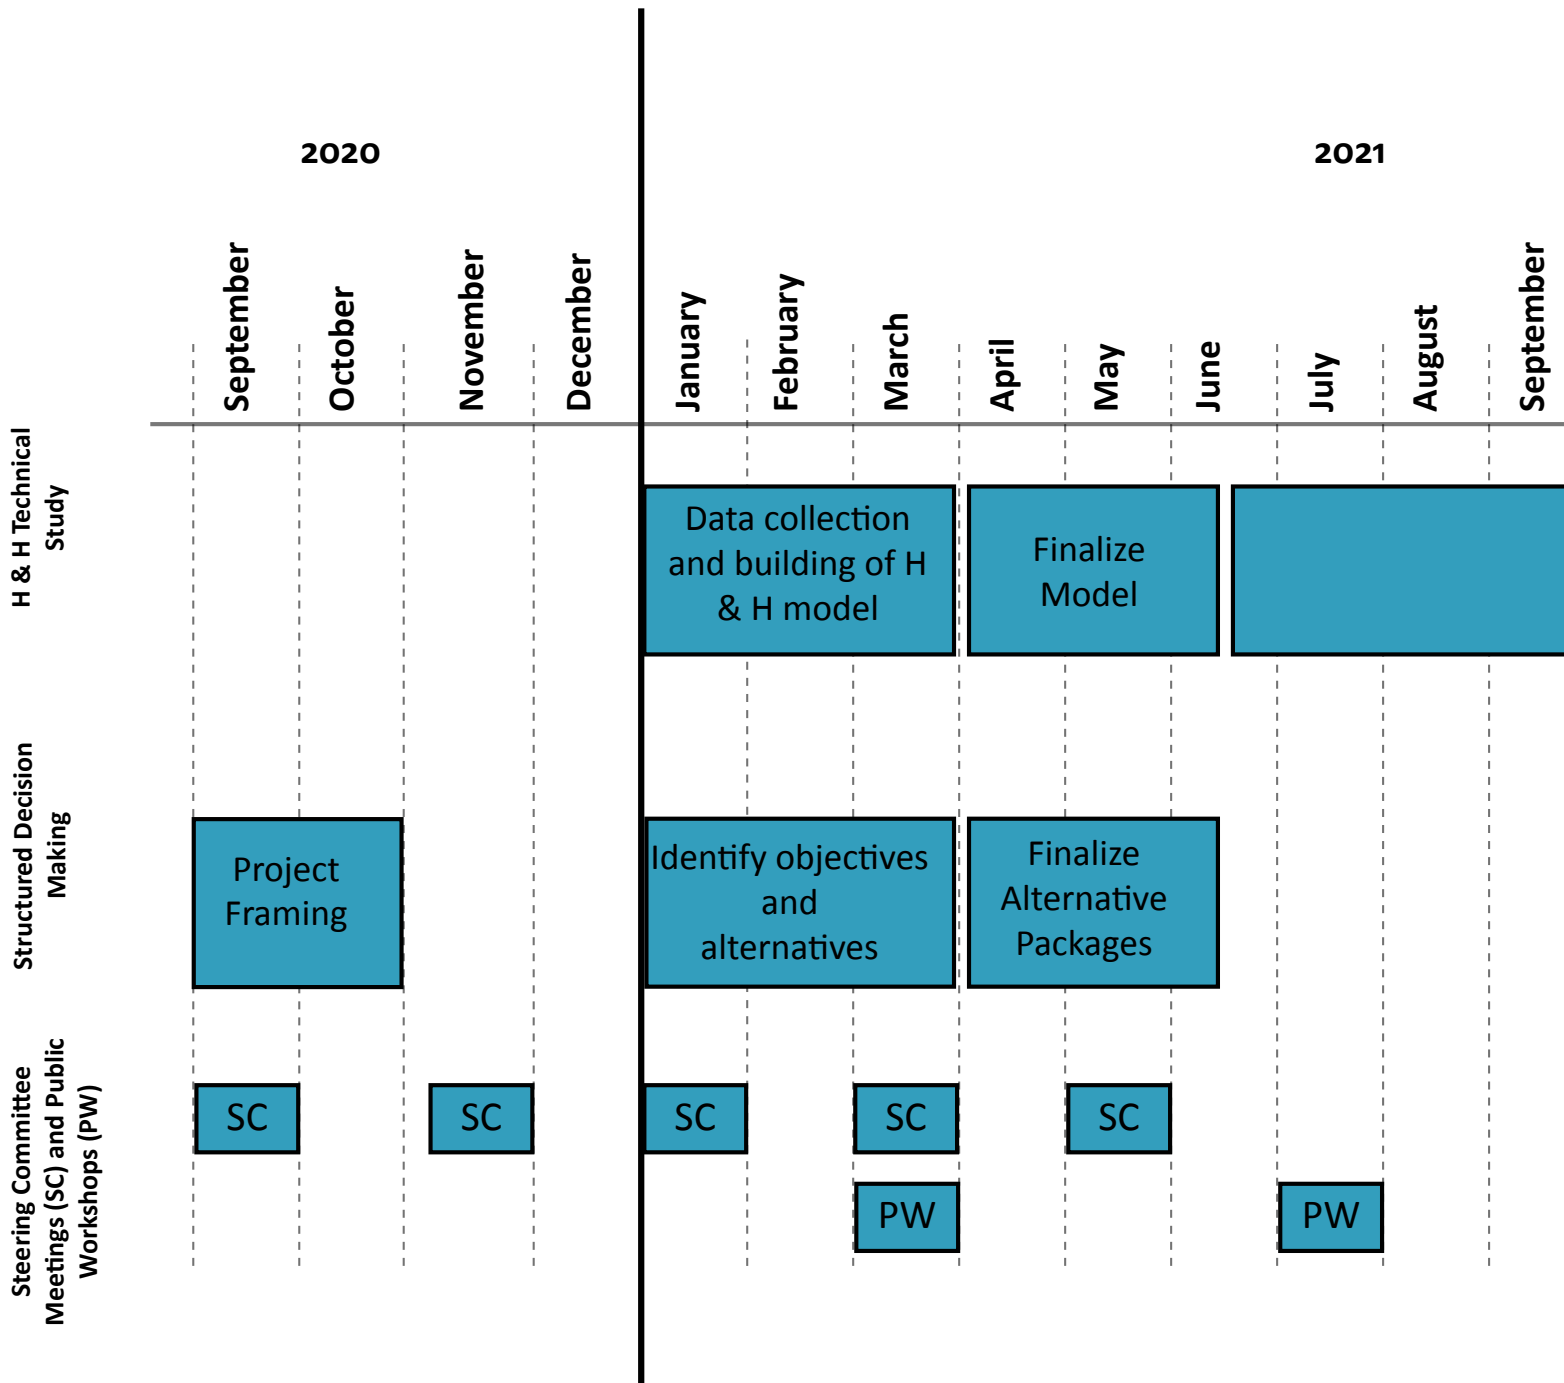 2020
2021
September
October
November
December
January
February
March
April
May
June
July
August
September
H & H Technical
Study
Data collection
and building of H
& H model
Finalize
Model
Structured Decision
Making
Project
Framing
Identify objectives
and
alternatives
Finalize
Alternative
Packages
Steering Committee
Meetings (SC) and Public
Workshops (PW)
SC
SC
SC
SC
SC
PW
PW